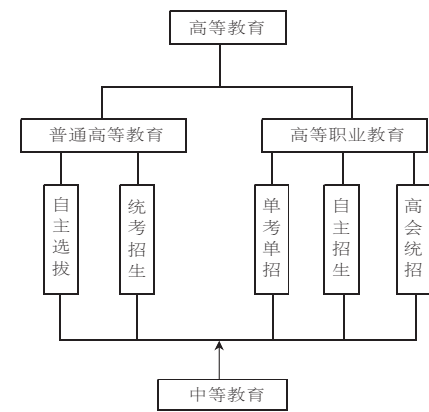 高等教育
普通高等教育
高等职业教育
自主选拔
统考招生
单考单招
自主招生
高会统招
中等教育